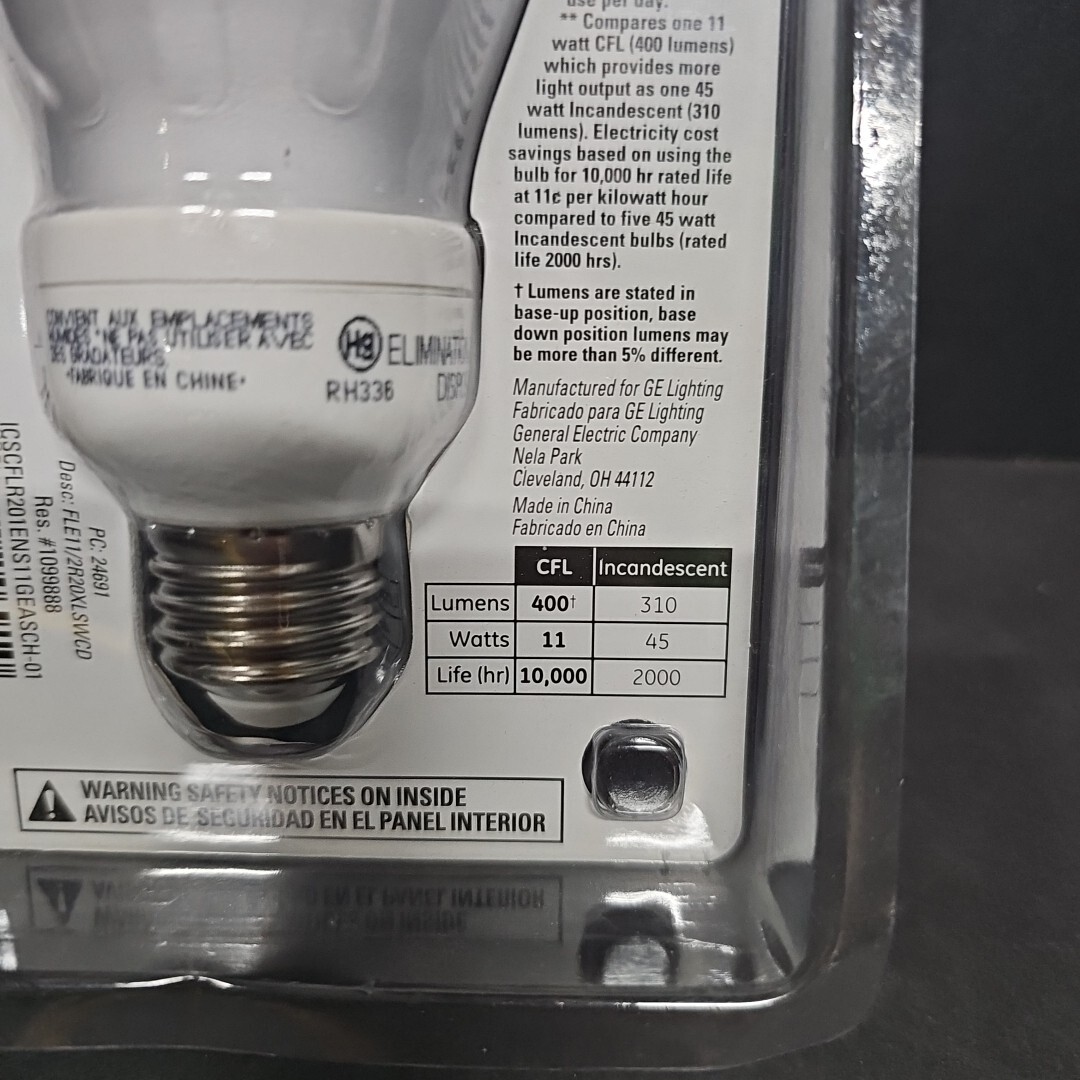 use per day.
** Compares one 11
watt CFL (400 lumens)
which provides more
light output as one 45
watt Incandescent (310
lumens). Electricity cost
savings based on using the
bulb for 10,000 hr rated life
at 11¢ per kilowatt hour
compared to five 45 watt
Incandescent bulbs (rated
life 2000 hrs).
† Lumens are stated in
base-up position, base
down position lumens may
be more than 5% different.
Manufactured for GE Lighting
Fabricado para GE Lighting
General Electric Company
Nela Park
Cleveland, OH 44112
Made in China
Fabricado en China
CFL Incandescent
Lumens 400† 310
Watts 11 45
Life (hr) 10,000 2000
CONVIENT AUX EMPLACEMENTS
HUMIDES *NE PAS UTILISER AVEC
DES GRADATEURS
*FABRIQUE EN CHINE*
Hg
RH336
PC: 24691
Desc: FLE11/2R20XLSWCD
Res. #1099888
ICSCFLR201ENS11GEASCH-01
WARNING SAFETY NOTICES ON INSIDE
AVISOS DE SEGURIDAD EN EL PANEL INTERIOR